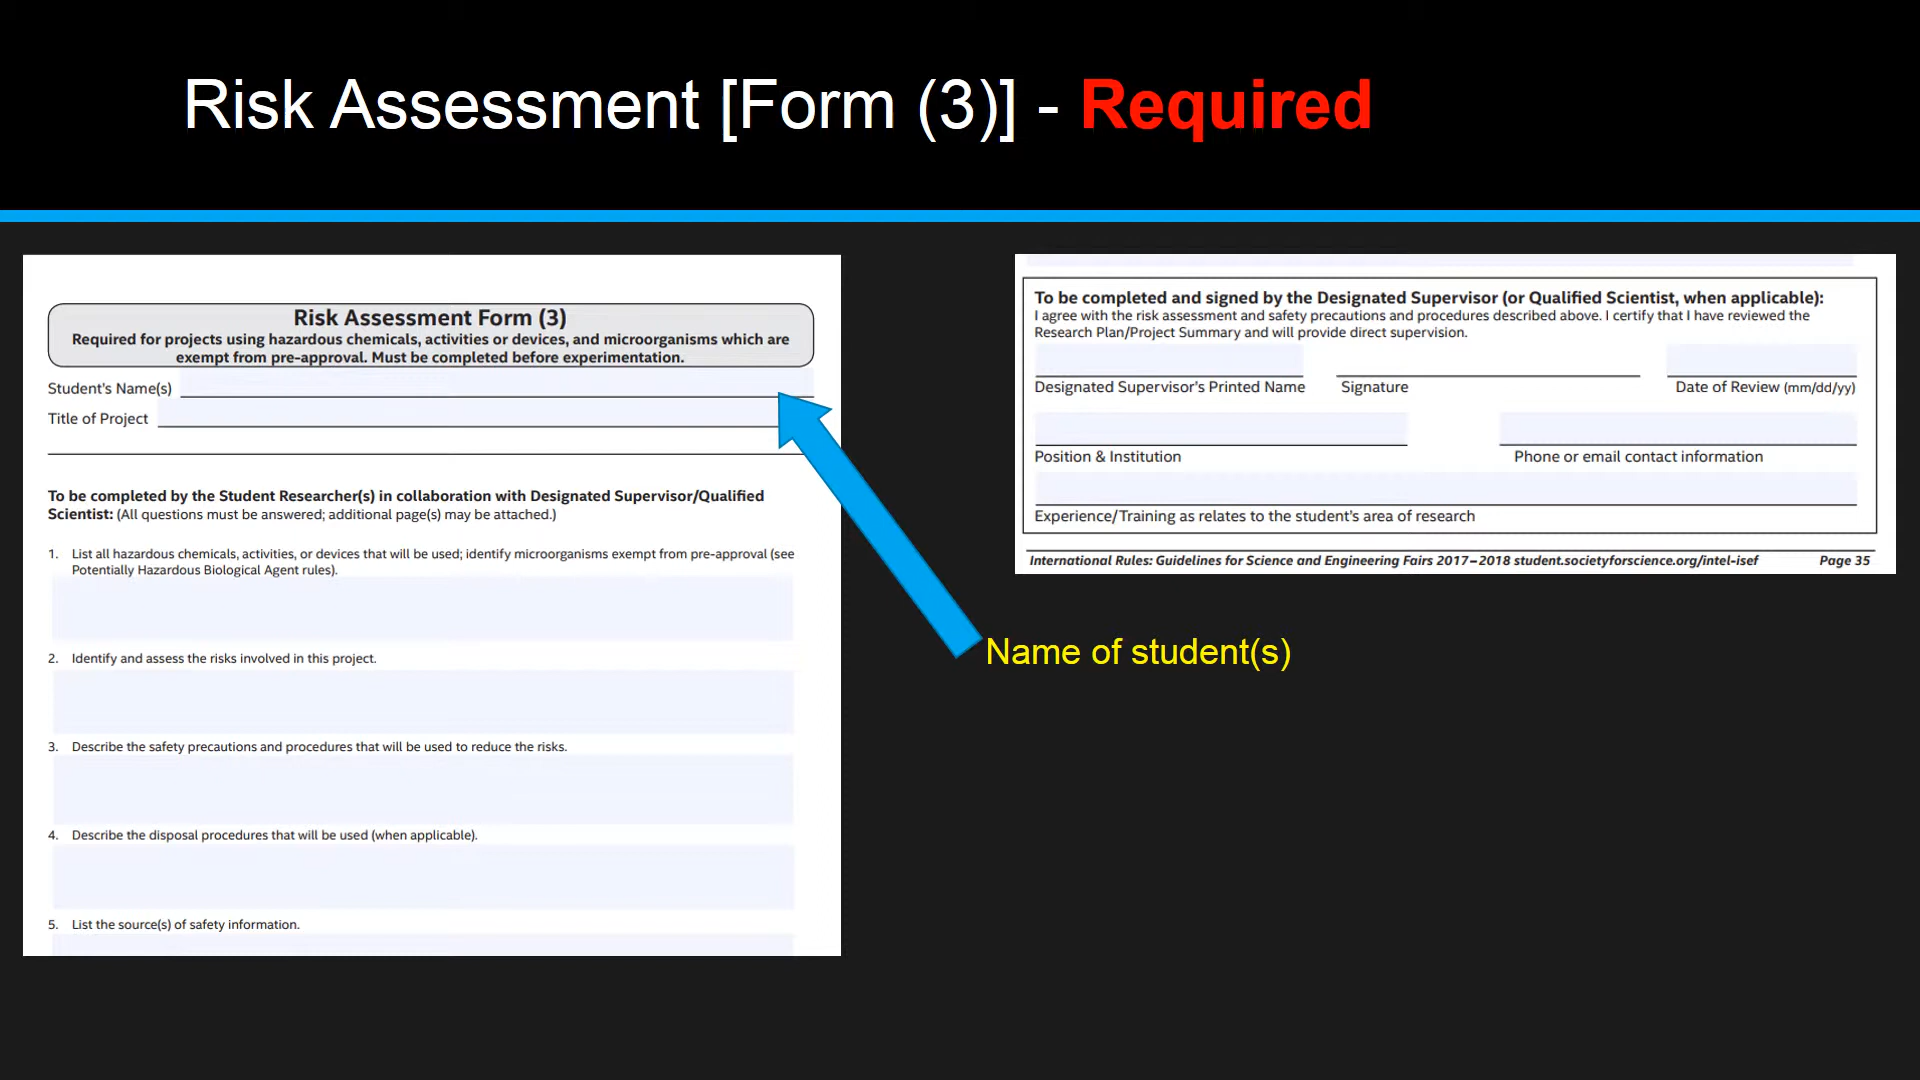 Risk Assessment [Form (3)] - Required
Risk Assessment Form (3)
Required for projects using hazardous chemicals, activities or devices, and microorganisms which are
exempt from pre-approval. Must be completed before experimentation.
Student's Name(s)
Title of Project
To be completed by the Student Researcher(s) in collaboration with Designated Supervisor/Qualified
Scientist: (All questions must be answered; additional page(s) may be attached.)
1. List all hazardous chemicals, activities, or devices that will be used; identify microorganisms exempt from pre-approval (see
Potentially Hazardous Biological Agent rules).
2. Identify and assess the risks involved in this project.
3. Describe the safety precautions and procedures that will be used to reduce the risks.
4. Describe the disposal procedures that will be used (when applicable).
5. List the source(s) of safety information.
To be completed and signed by the Designated Supervisor (or Qualified Scientist, when applicable):
I agree with the risk assessment and safety precautions and procedures described above. I certify that I have reviewed the
Research Plan/Project Summary and will provide direct supervision.
Designated Supervisor's Printed Name Signature Date of Review (mm/dd/yy)
Position & Institution Phone or email contact information
Experience/Training as relates to the student's area of research
International Rules: Guidelines for Science and Engineering Fairs 2017–2018 student.societyforscience.org/intel-isef Page 35
Name of student(s)